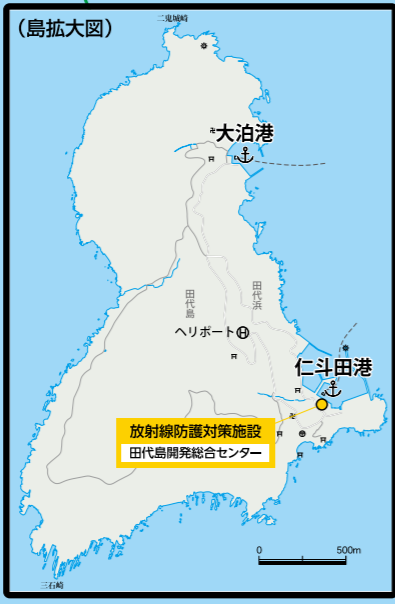 二鬼城崎
（島拡大図）
大泊港
田代島
田代浜
ヘリポートⒽ
仁斗田港
放射線防護対策施設
田代島開発総合センター
0 500m
三石崎